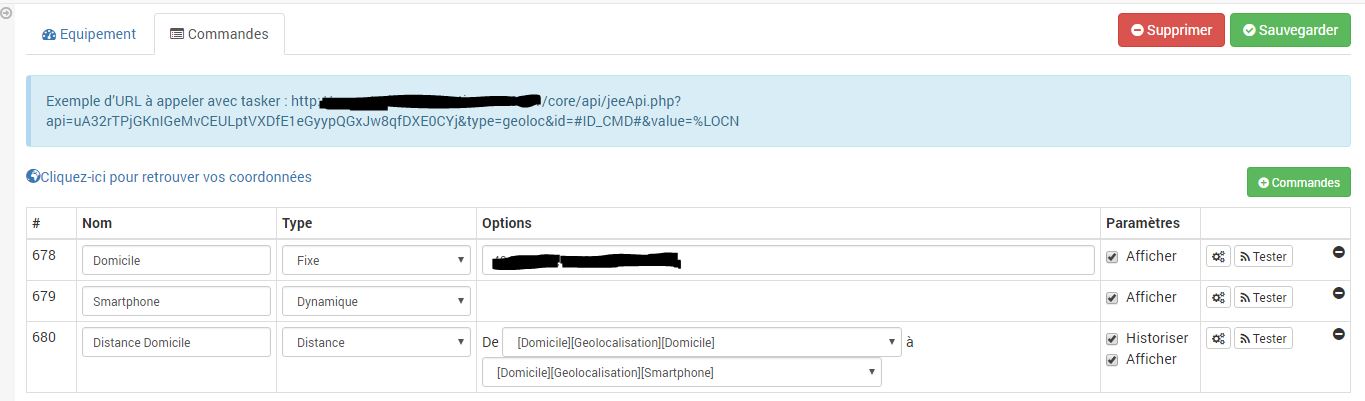 Equipement
Commandes
Supprimer
Sauvegarder
Exemple d'URL à appeler avec tasker : http: /core/api/jeeApi.php?
api=uA32rTPjGKnIGeMvCEULptVXDfE1eGyypQGxJw8qfDXE0CYj&type=geoloc&id=#ID_CMD#&value=%LOCN
Cliquez-ici pour retrouver vos coordonnées
Commandes
# Nom Type Options Paramètres
678 Domicile Fixe Afficher Tester
679 Smartphone Dynamique Afficher Tester
680 Distance Domicile Distance De [Domicile][Geolocalisation][Domicile] à Historiser Tester
[Domicile][Geolocalisation][Smartphone] Afficher